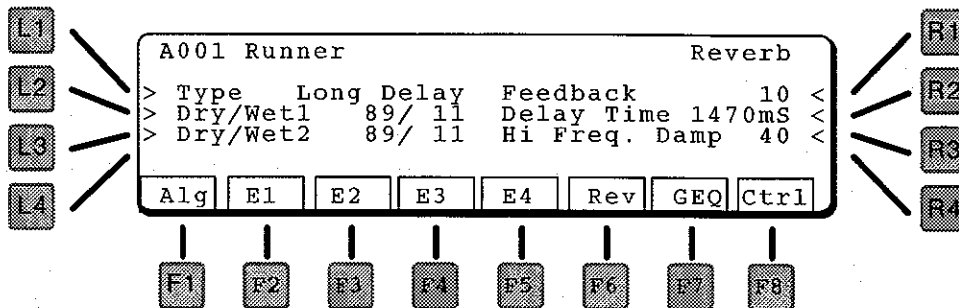 L1
L2
L3
L4
A001 Runner Reverb
> Type Long Delay Feedback 10 <
> Dry/Wet1 89/ 11 Delay Time 1470mS <
> Dry/Wet2 89/ 11 Hi Freq. Damp 40 <
Alg E1 E2 E3 E4 Rev GEQ Ctrl
R1
R2
R3
R4
F1 F2 F3 F4 F5 F6 F7 F8